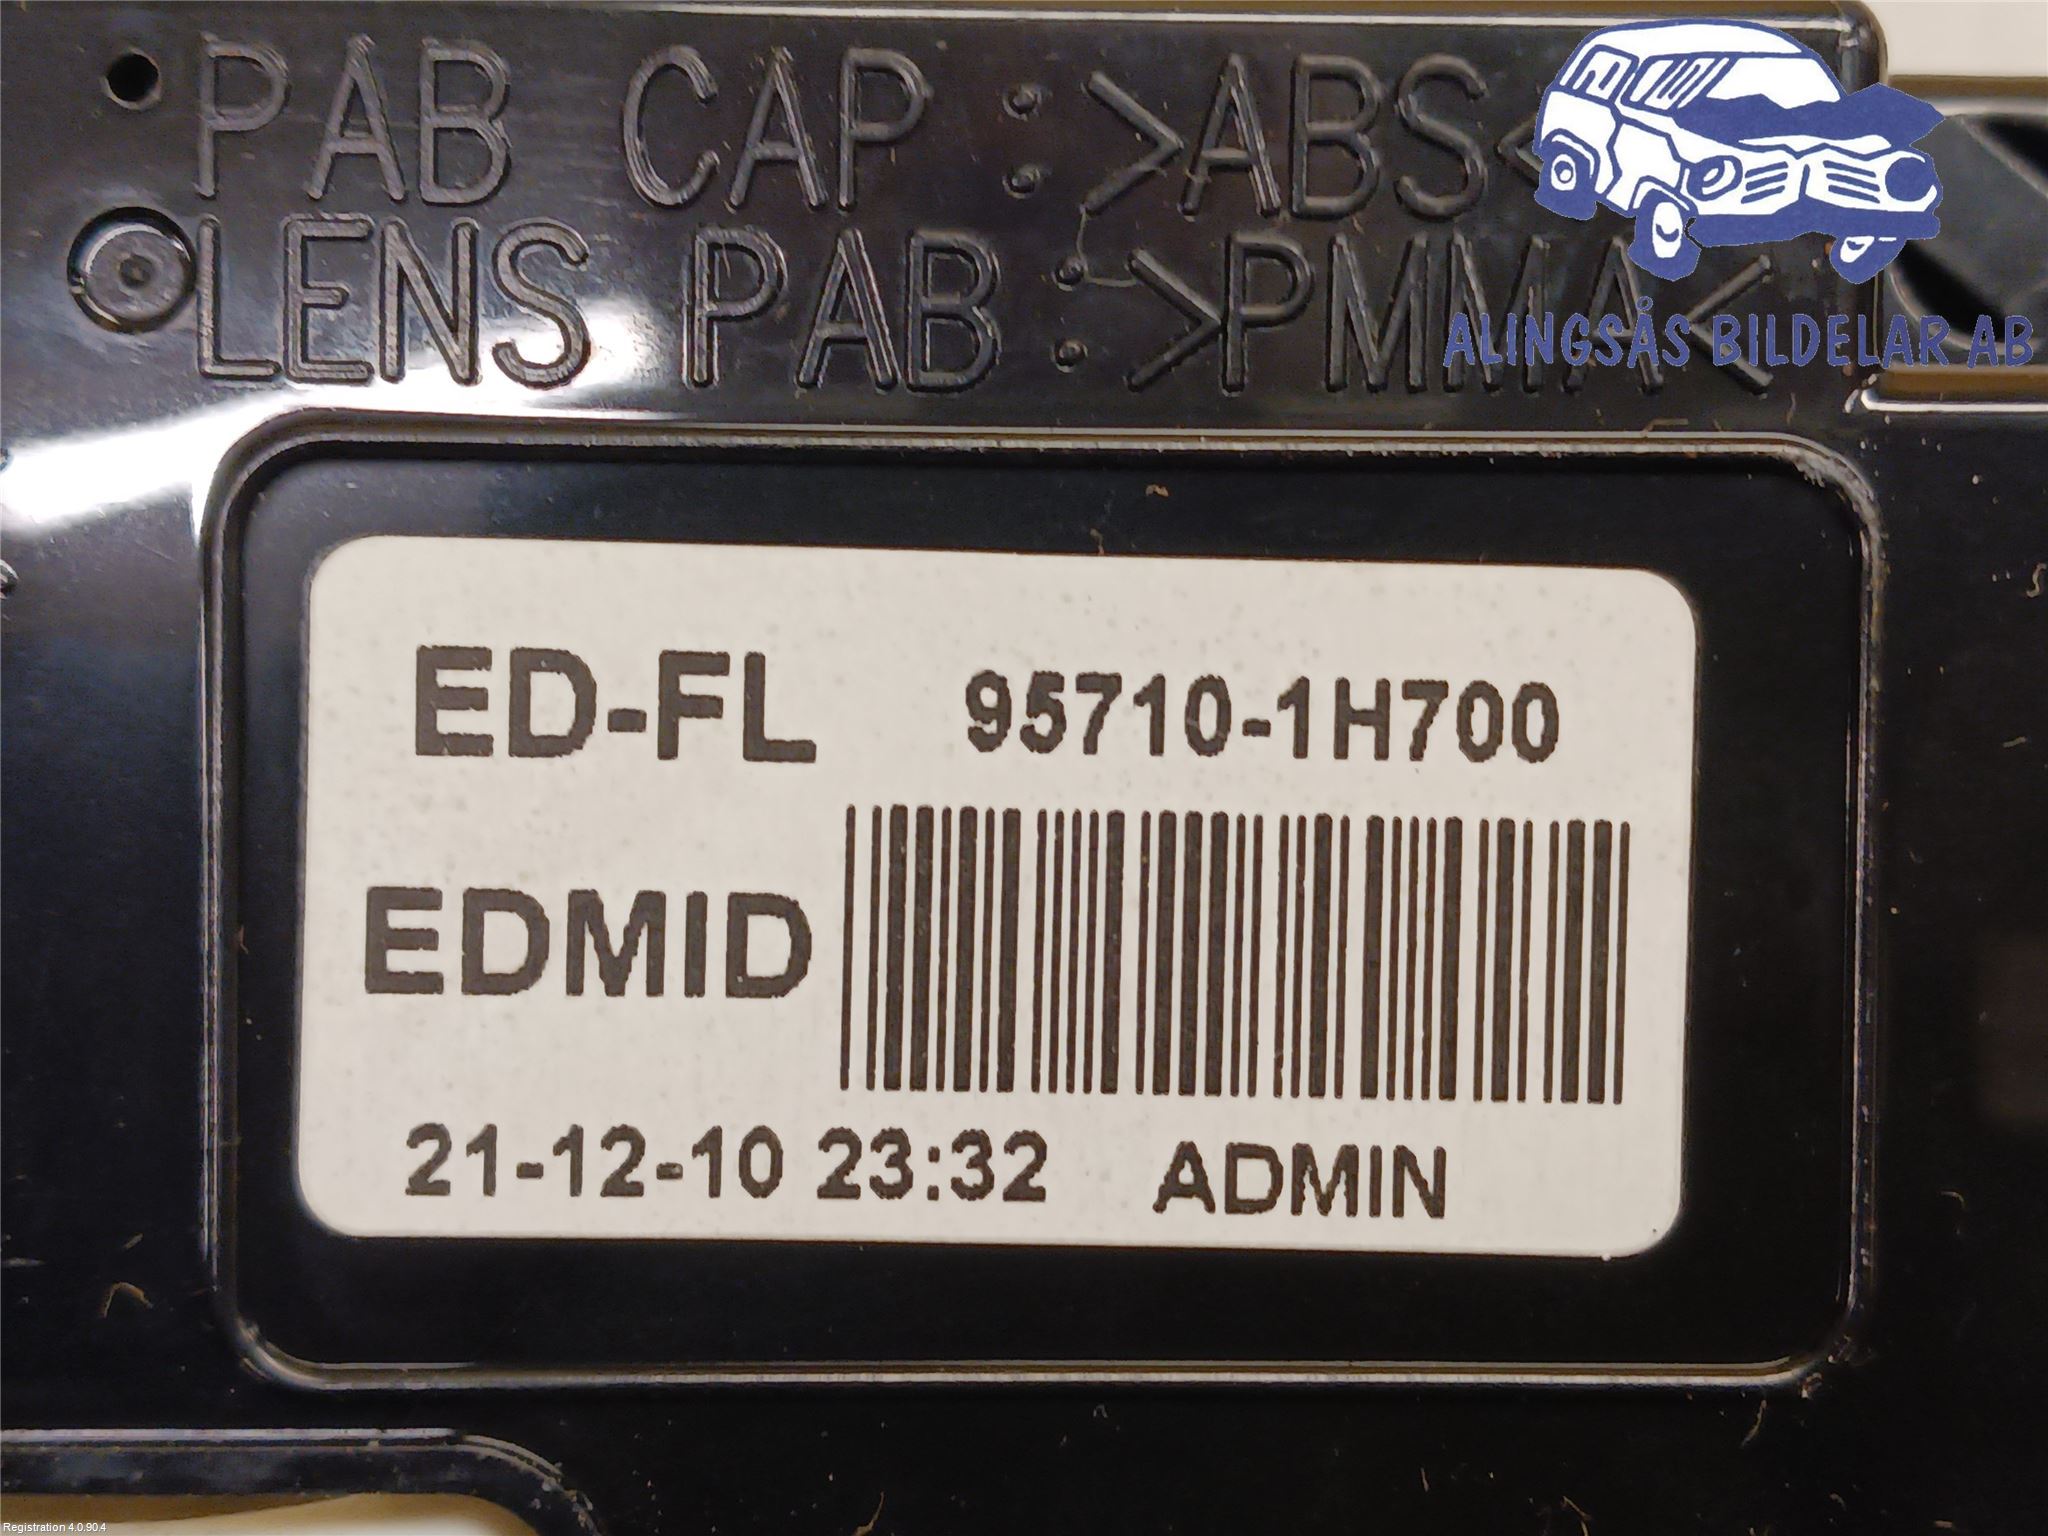 PAB CAP : >ABS<
LENS PAB : >PMMA<
ALINGSÅS BILDELAR AB
ED-FL 95710-1H700
EDMID
21-12-10 23:32 ADMIN
Registration 4.0.90.4